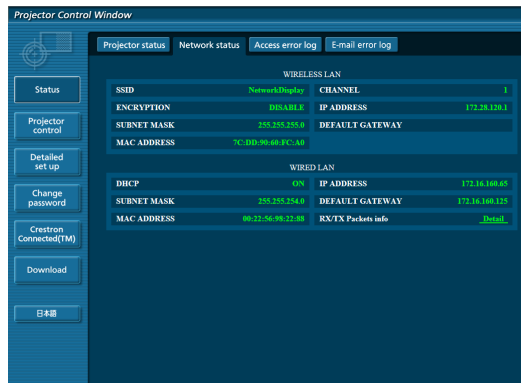 Projector Control Window
Projector status Network status Access error log E-mail error log
Status
Projector control
Detailed set up
Change password
Crestron Connected(TM)
Download
日本語
WIRELESS LAN
SSID NetworkDisplay CHANNEL 1
ENCRYPTION DISABLE IP ADDRESS 172.28.120.1
SUBNET MASK 255.255.255.0 DEFAULT GATEWAY
MAC ADDRESS 7C:DD:90:60:FC:A0
WIRED LAN
DHCP ON IP ADDRESS 172.16.160.65
SUBNET MASK 255.255.254.0 DEFAULT GATEWAY 172.16.160.125
MAC ADDRESS 00:22:56:98:22:88 RX/TX Packets info Detail